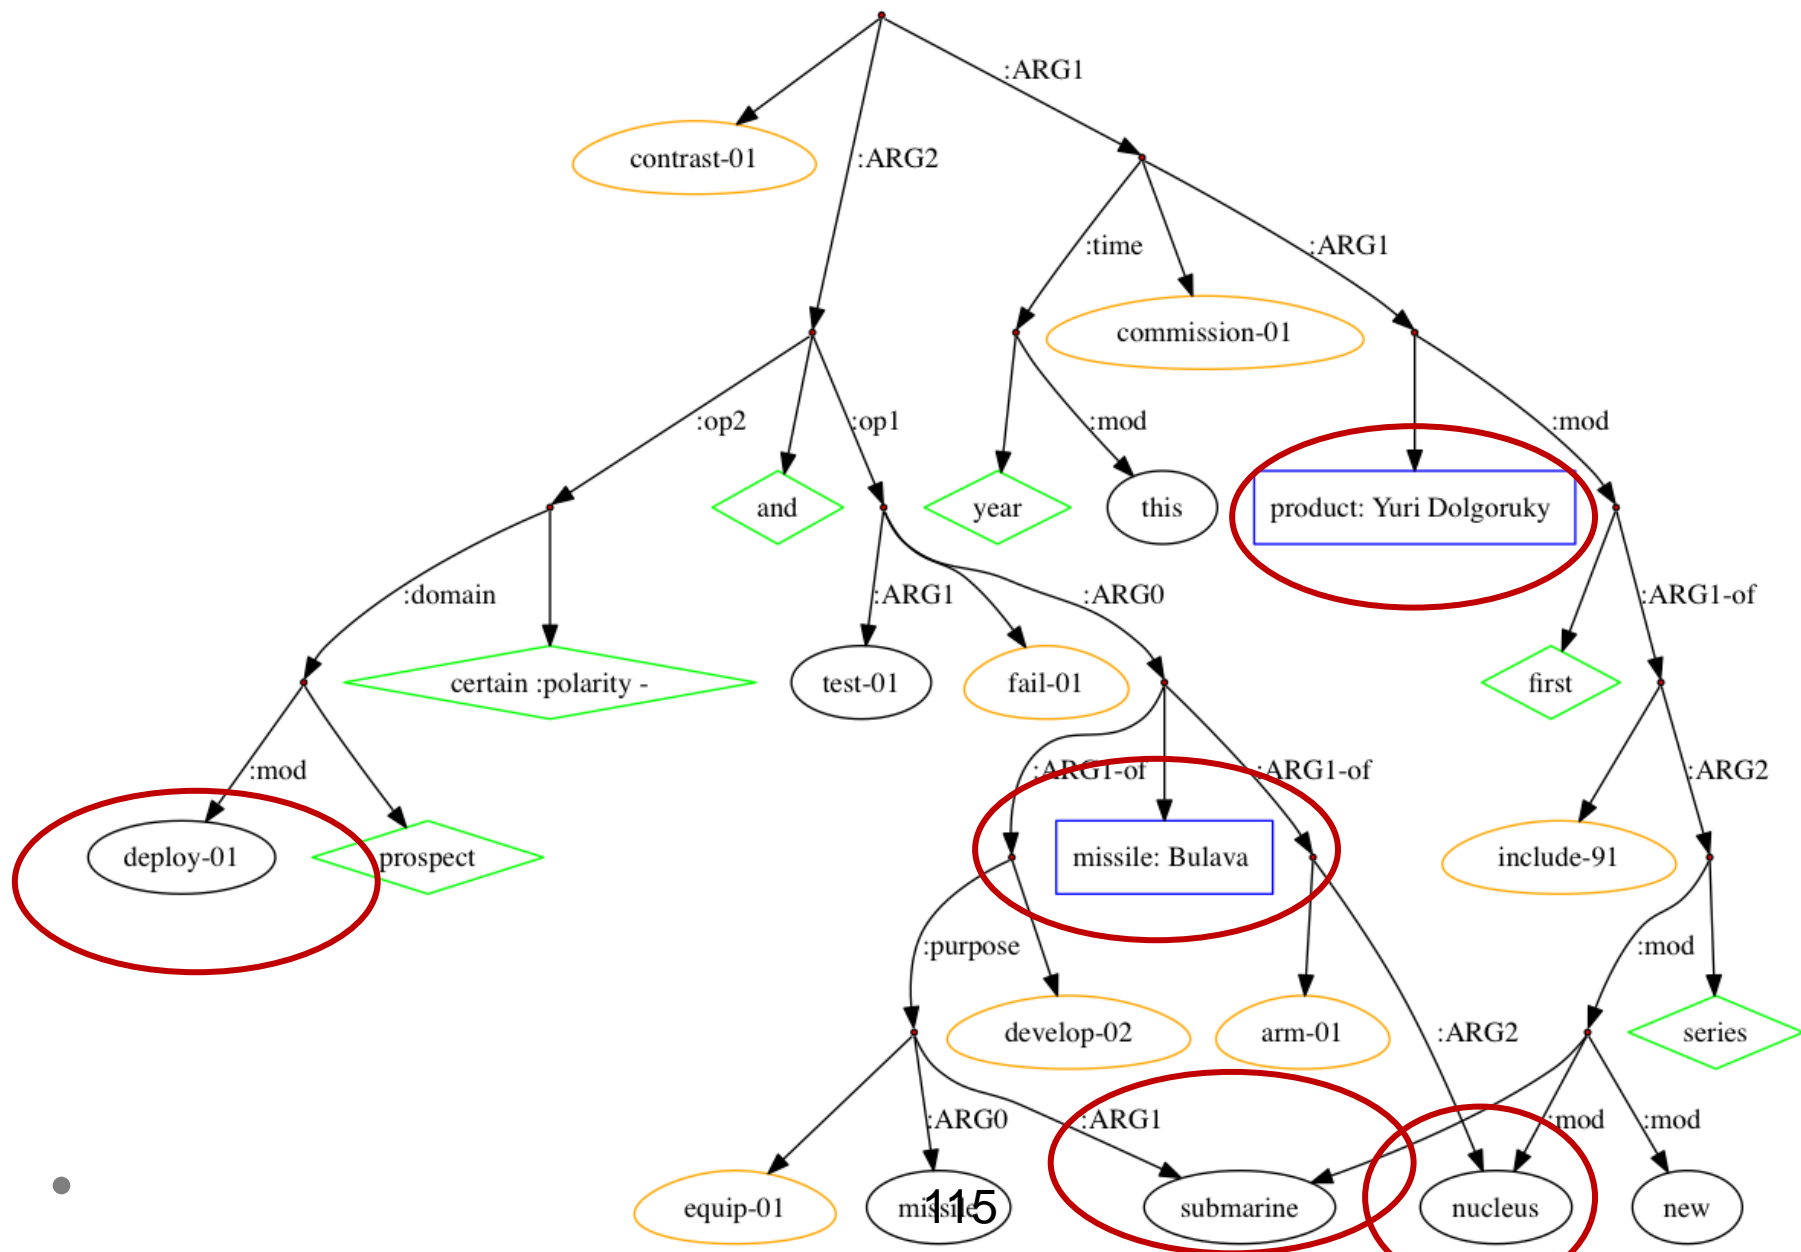 :ARG1
contrast-01
:ARG2
:time
:ARG1
commission-01
:op2
:op1
:mod
:mod
and
year
this
product: Yuri Dolgoruky
:domain
:ARG1
:ARG0
:ARG1-of
certain :polarity -
test-01
fail-01
first
:mod
:ARG1-of
:ARG1-of
:ARG2
deploy-01
prospect
missile: Bulava
include-91
:purpose
:mod
develop-02
arm-01
:ARG2
series
:ARG0
:ARG1
:mod
:mod
equip-01
missile
115
submarine
nucleus
new